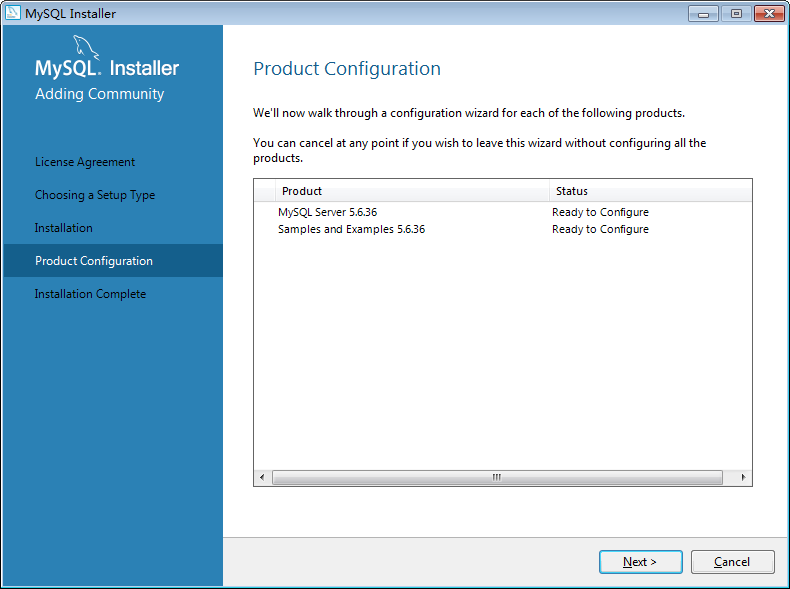 MySQL Installer
MySQL. Installer
Adding Community
License Agreement
Choosing a Setup Type
Installation
Product Configuration
Installation Complete
Product Configuration
We'll now walk through a configuration wizard for each of the following products.
You can cancel at any point if you wish to leave this wizard without configuring all the
products.
Product Status
MySQL Server 5.6.36 Ready to Configure
Samples and Examples 5.6.36 Ready to Configure
Next > Cancel